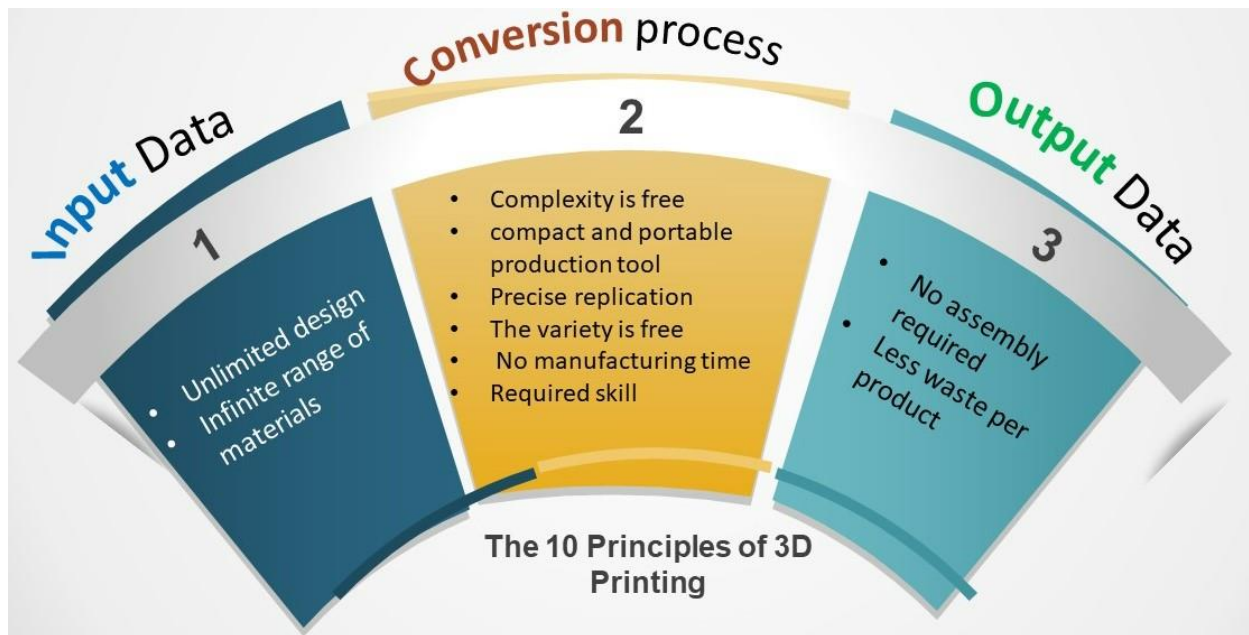 Input Data
1
• Unlimited design
• Infinite range of
materials
Conversion process
2
• Complexity is free
• compact and portable
production tool
• Precise replication
• The variety is free
• No manufacturing time
• Required skill
Output Data
3
• No assembly
required
• Less waste per
product
The 10 Principles of 3D
Printing